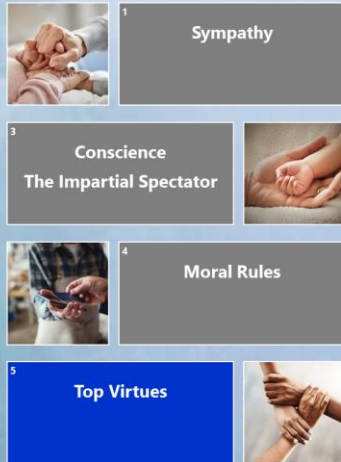 1
Sympathy
3
Conscience
The Impartial Spectator
4
Moral Rules
5
Top Virtues